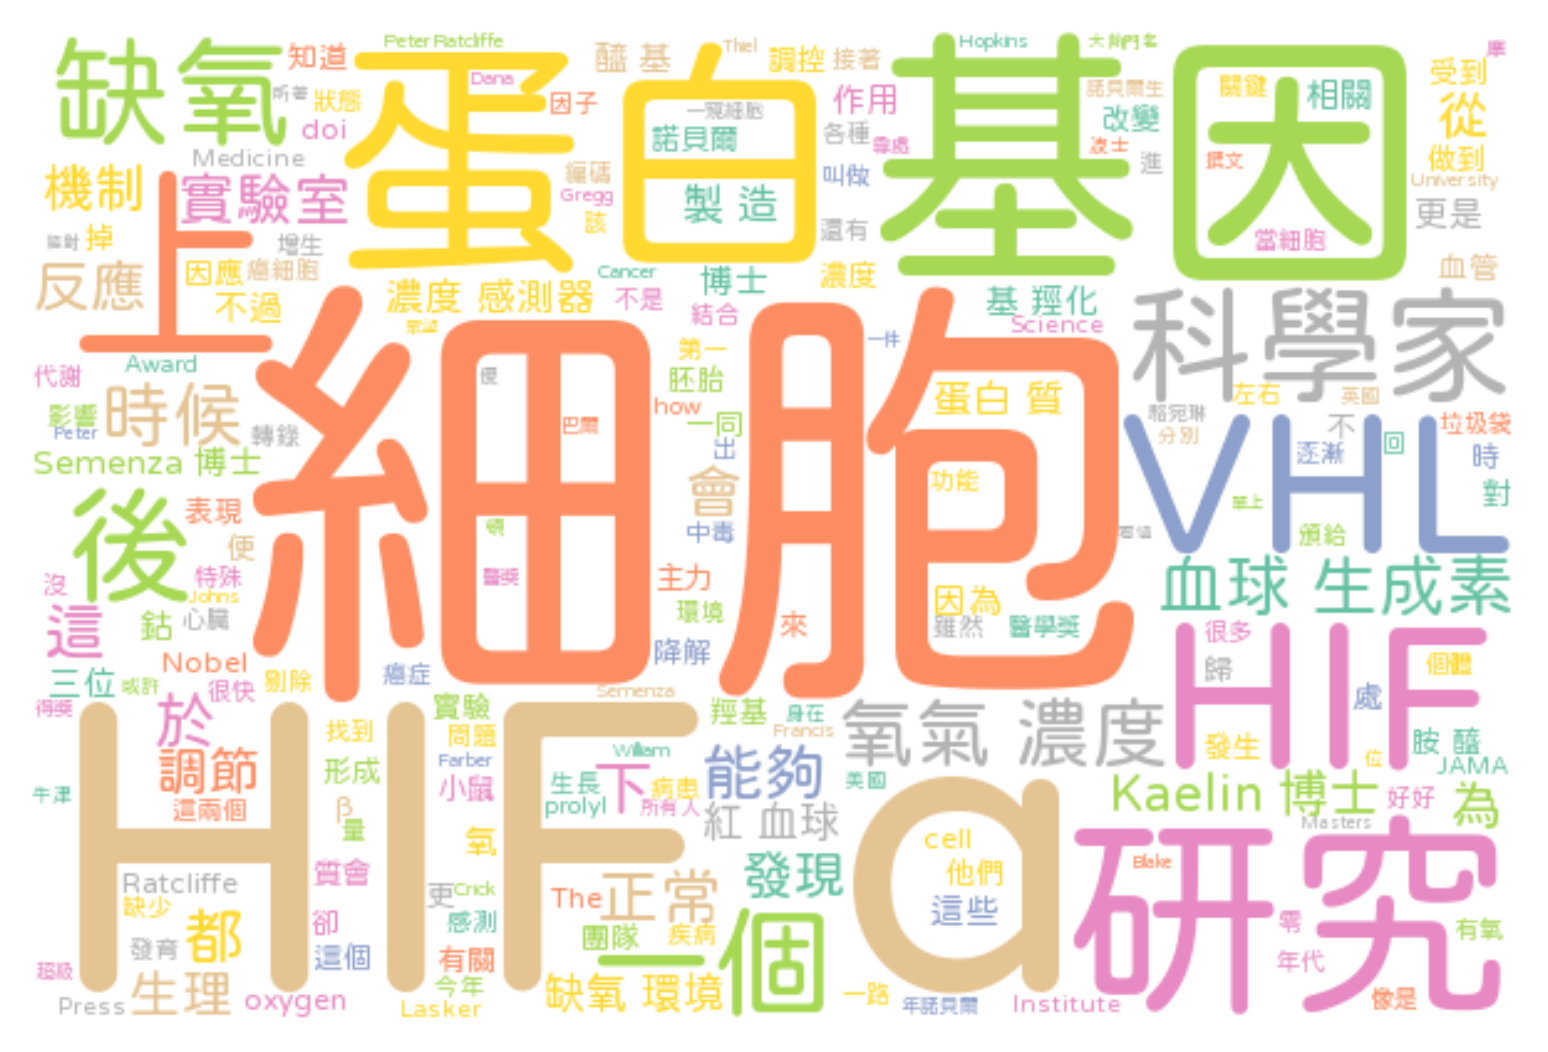 缺氧
知道
Peter Ratcliffe
蛋白
醯 基
Thiel
調控
接著
Hopkins
基因
受到
所著
狀態
doi
Dana
因子
一窺細胞
諾貝爾
作用
各種
諾貝爾生
改變
關鍵
相關
從
Medicine
機制
實驗室
編碼
Gregg
該
製 造
叫做
還有
進
撰文
當細胞
做到
University
更是
上
掉
增生
反應
因應
癌細胞
不過
濃度 感測器
Cancer
不是
博士
結合
濃度
基 羥化
Science
血管
科學家
代謝
Award
影響
Peter
時候
轉錄
Semenza 博士
細胞
優
巴爾
第一
胚胎
how
一同
出
會
中毒
一件
蛋白 質
功能
左右
英國
駱宛琳
分別
不
回
垃圾袋
VHL
逐漸
時
對
頒給
後
表現
便
特殊
Johns
沒
這
鈷
心臟
醫獎
主力
環境
降解
來
因為
雖然
醫學獎
血球 生成素
Nobel
三位
或許
很快
剔除
癌症
得獎
於
Semenza
實驗
羥基
身在
Francis
氧氣 濃度
很多
歸
HIF
個體
處
發生
位
胺 醯
JAMA
HIF
a
找到
問題
Farber
William
調節
形成
小鼠
生長
prolyl
下
病患
所有人
能夠
美國
紅 血球
Kaelin 博士
好好
為
Masters
牛津
這兩個
β
量
氧
cell
他們
這些
研究
Blake
Ratcliffe
缺少
質會
更
Crick
The
正常
發現
都
卻
感測
團隊
疾病
一個
零
有氧
發育
這個
有關
年代
超級
Press
生理
oxygen
今年
Lasker
缺氧 環境
一路
年諾貝爾
Institute
像是